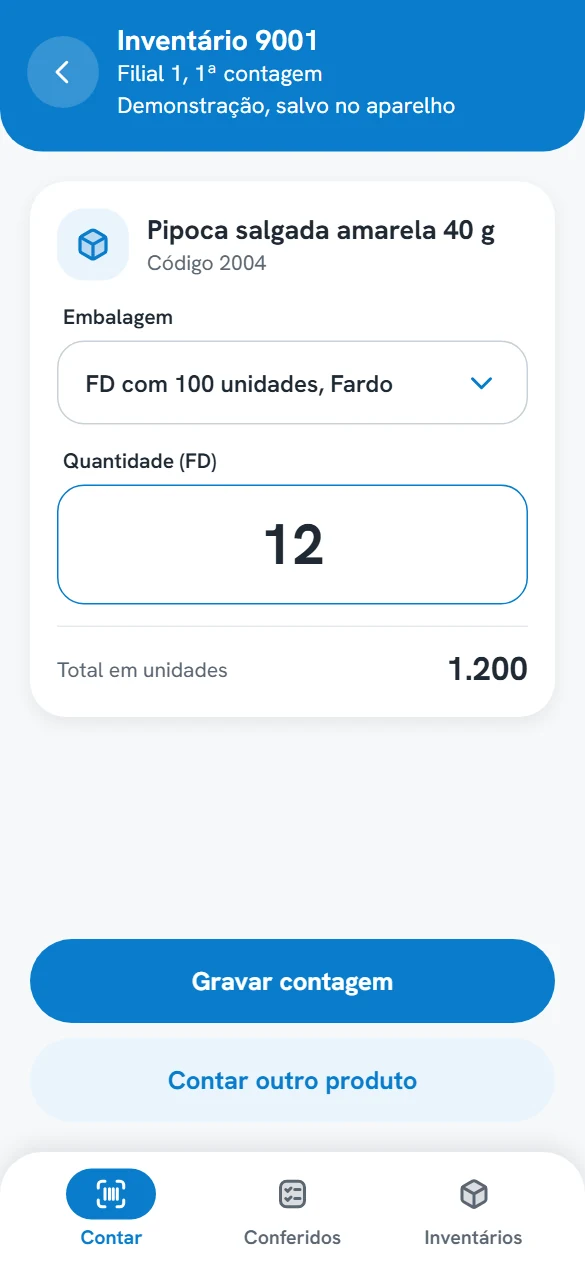 Inventário 9001
Filial 1, 1ª contagem
Demonstração, salvo no aparelho
Pipoca salgada amarela 40 g
Código 2004
Embalagem
FD com 100 unidades, Fardo
Quantidade (FD)
12
Total em unidades 1.200
Gravar contagem
Contar outro produto
Contar Conferidos Inventários